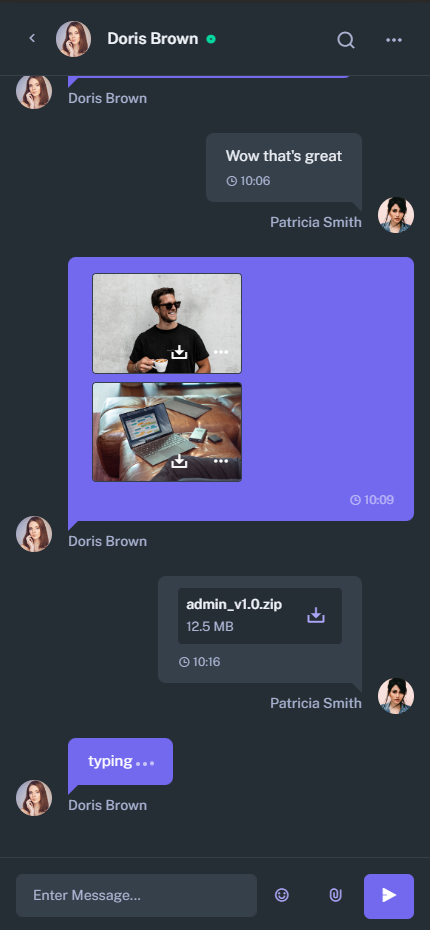 Doris Brown
Doris Brown
Wow that's great
10:06
Patricia Smith
10:09
Doris Brown
admin_v1.0.zip
12.5 MB
10:16
Patricia Smith
typing
Doris Brown
Enter Message...